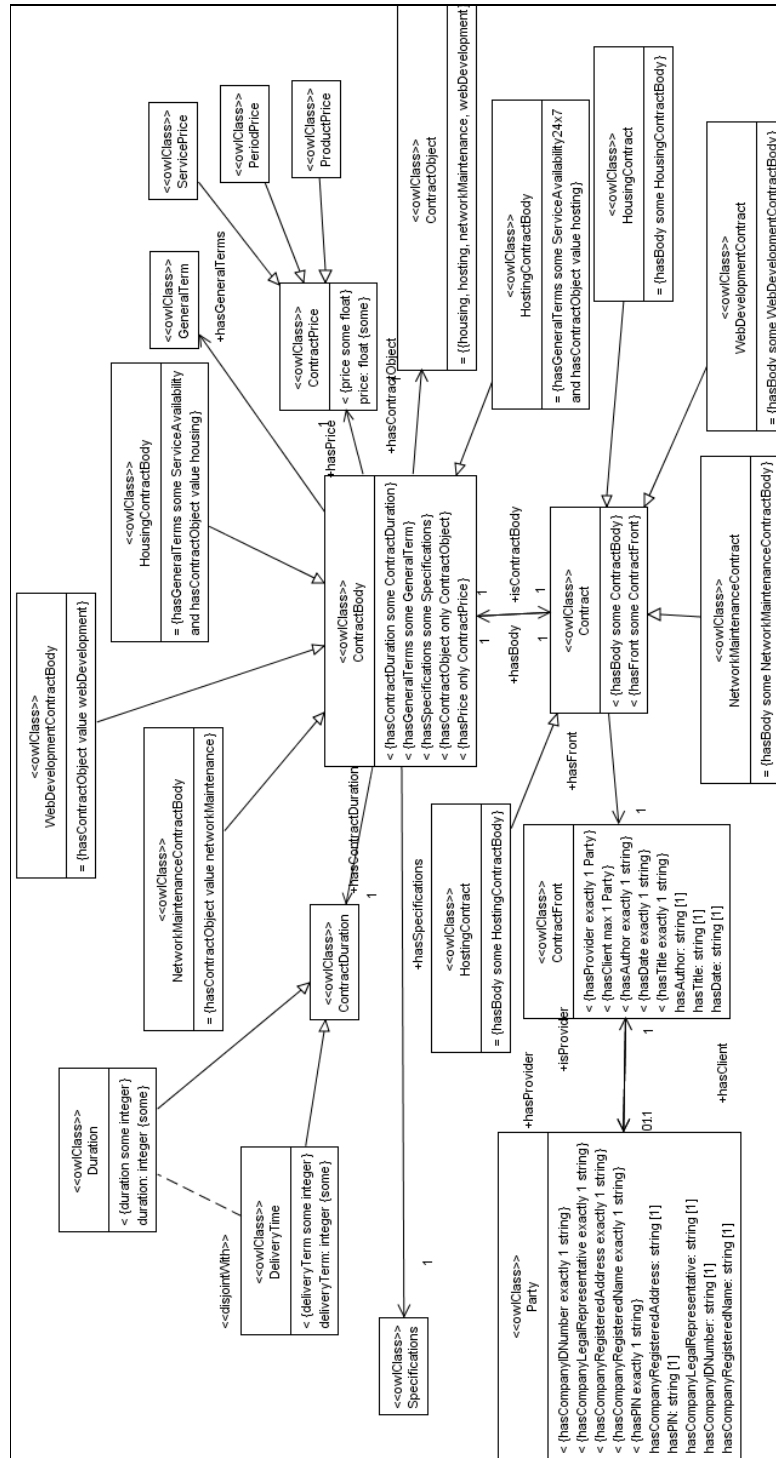 <<owlClass>>
Duration
< {duration some integer}
duration: integer {some}
<<disjointWith>>
<<owlClass>>
DeliveryTime
< {deliveryTerm some integer}
deliveryTerm: integer {some}
<<owlClass>>
Specifications
1
+hasSpecifications
<<owlClass>>
ContractDuration
+hasContractDuration
1
<<owlClass>>
NetworkMaintenanceContractBody
= {hasContractObject value networkMaintenance}
<<owlClass>>
WebDevelopmentContractBody
= {hasContractObject value webDevelopment}
<<owlClass>>
HousingContractBody
= {hasGeneralTerms some ServiceAvailability
and hasContractObject value housing}
<<owlClass>>
GeneralTerm
+hasGeneralTerms
<<owlClass>>
ServicePrice
<<owlClass>>
PeriodPrice
<<owlClass>>
ProductPrice
<<owlClass>>
ContractPrice
< {price some float}
price: float {some}
+hasPrice
1
+hasContractObject
<<owlClass>>
ContractObject
= {{housing, hosting, networkMaintenance, webDevelopment}
<<owlClass>>
ContractBody
< {hasContractDuration some ContractDuration}
< {hasGeneralTerms some GeneralTerm}
< {hasSpecifications some Specifications}
< {hasContractObject only ContractObject}
< {hasPrice only ContractPrice}
<<owlClass>>
HostingContractBody
= {hasGeneralTerms some ServiceAvailability24x7
and hasContractObject value hosting}
1
1
+hasBody
+isContractBody
1
1
<<owlClass>>
Contract
< {hasBody some ContractBody}
< {hasFront some ContractFront}
<<owlClass>>
HousingContract
= {hasBody some HousingContractBody}
<<owlClass>>
WebDevelopmentContract
= {hasBody some WebDevelopmentContractBody}
<<owlClass>>
NetworkMaintenanceContract
= {hasBody some NetworkMaintenanceContractBody}
<<owlClass>>
HostingContract
= {hasBody some HostingContractBody}
+hasFront
1
<<owlClass>>
ContractFront
< {hasProvider exactly 1 Party}
< {hasClient max 1 Party}
< {hasAuthor exactly 1 string}
< {hasDate exactly 1 string}
< {hasTitle exactly 1 string}
hasAuthor: string [1]
hasTitle: string [1]
hasDate: string [1]
+hasProvider
+isProvider
1
+hasClient
<<owlClass>>
Party
< {hasCompanyIDNumber exactly 1 string}
< {hasCompanyLegalRepresentative exactly 1 string}
< {hasCompanyRegisteredAddress exactly 1 string}
< {hasCompanyRegisteredName exactly 1 string}
< {hasPIN exactly 1 string}
hasCompanyRegisteredAddress: string [1]
hasPIN: string [1]
hasCompanyLegalRepresentative: string [1]
hasCompanyIDNumber: string [1]
hasCompanyRegisteredName: string [1]